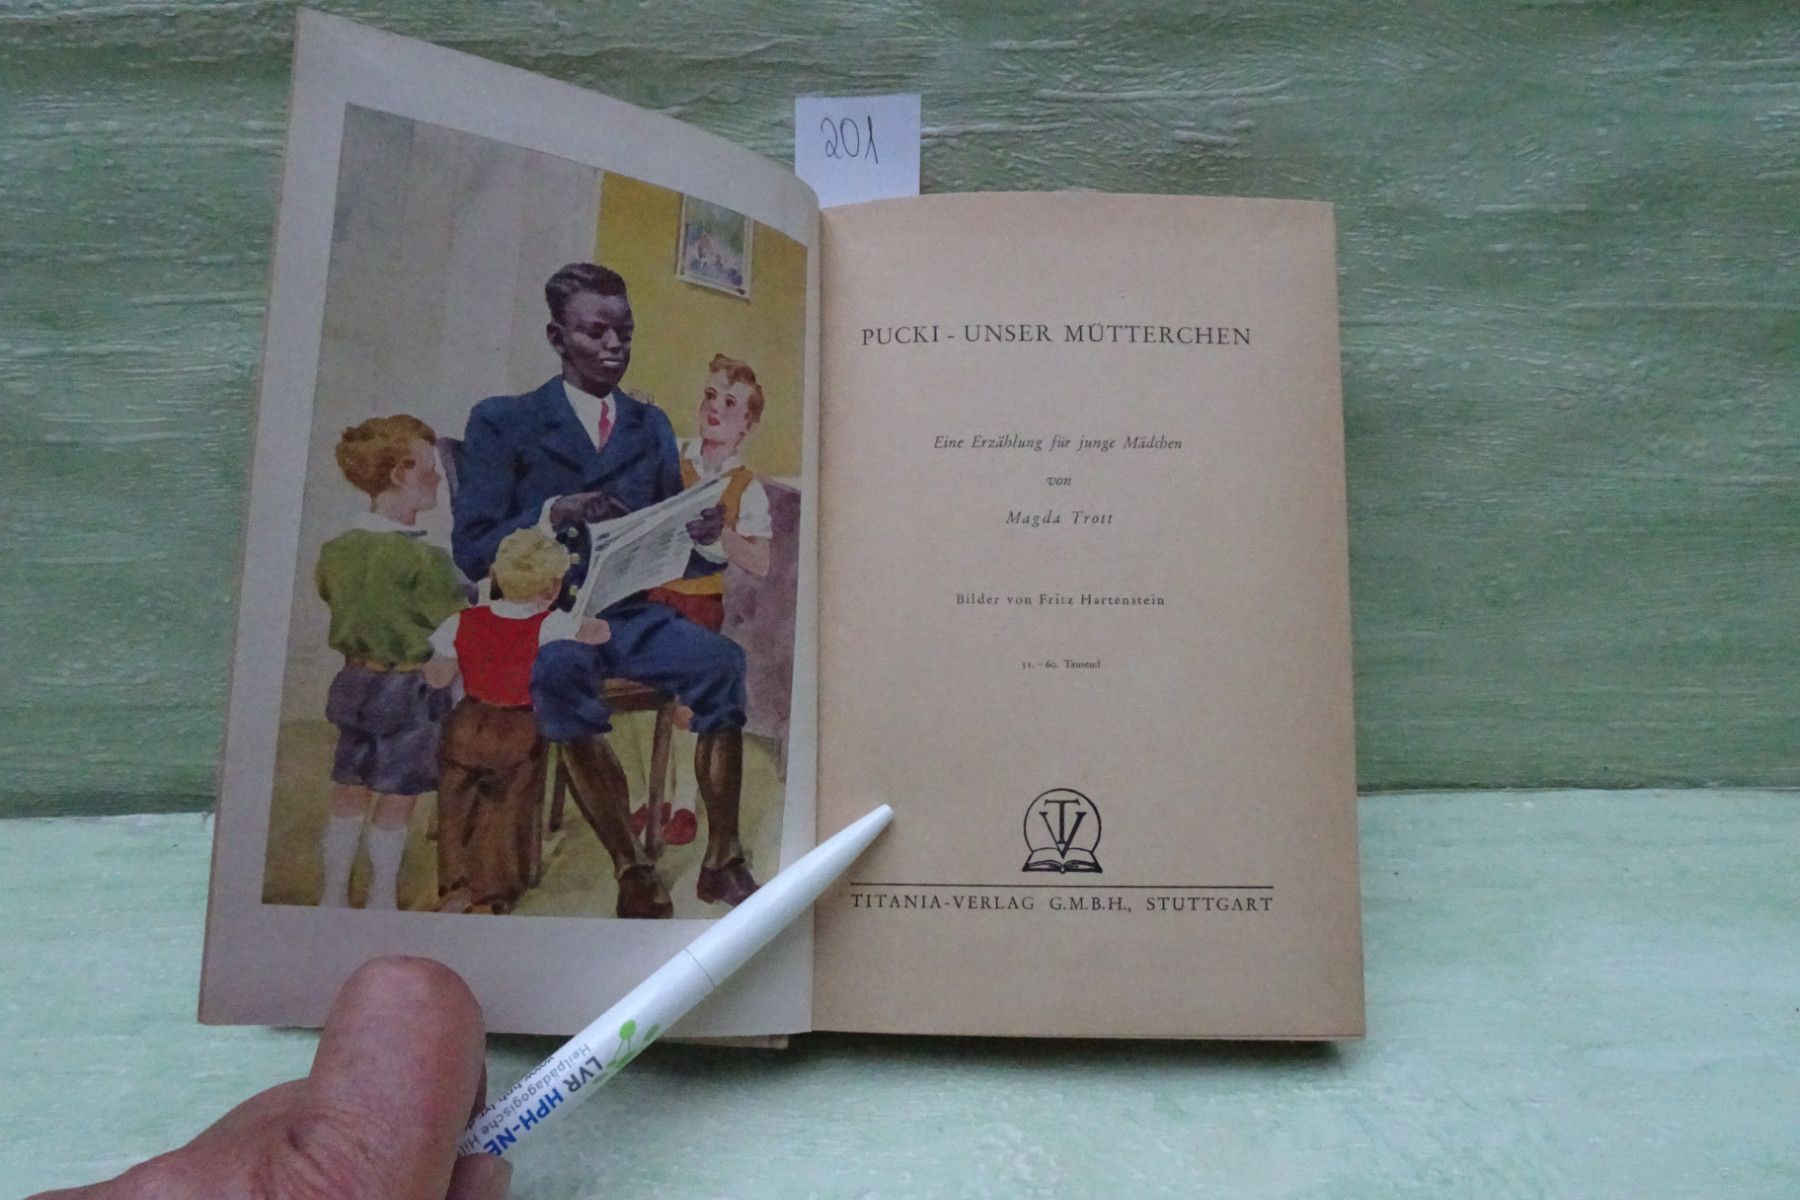 201
PUCKI - UNSER MÜTTERCHEN
Eine Erzählung für junge Mädchen
von
Magda Trott
Bilder von Fritz Hartenstein
51. - 60. Tausend
TV
TITANIA-VERLAG G.M.B.H., STUTTGART
LVR HPH-NE
Heilpädagogische